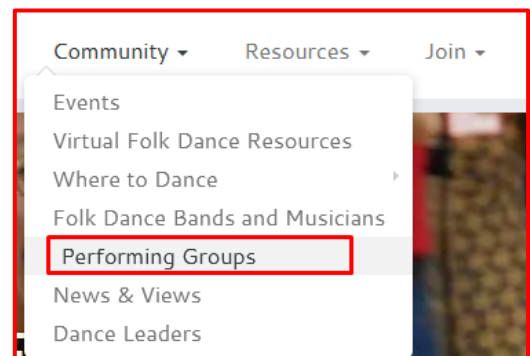 Community Resources Join
Events
Virtual Folk Dance Resources
Where to Dance
Folk Dance Bands and Musicians
Performing Groups
News & Views
Dance Leaders